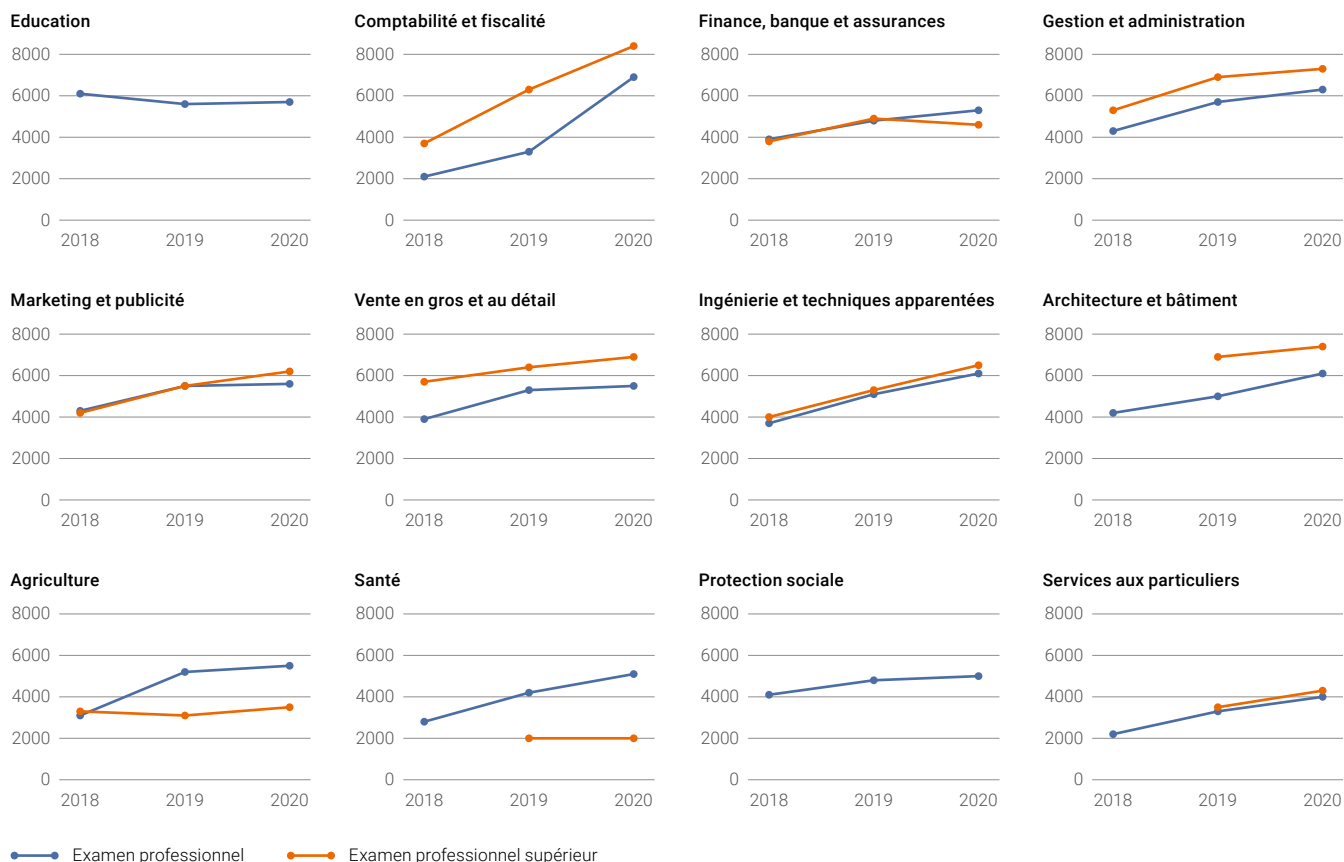 Education
Comptabilité et fiscalité
Finance, banque et assurances
Gestion et administration
8000
6000
4000
2000
0
2018 2019 2020
8000
6000
4000
2000
0
2018 2019 2020
8000
6000
4000
2000
0
2018 2019 2020
8000
6000
4000
2000
0
2018 2019 2020
Marketing et publicité
Vente en gros et au détail
Ingénierie et techniques apparentées
Architecture et bâtiment
8000
6000
4000
2000
0
2018 2019 2020
8000
6000
4000
2000
0
2018 2019 2020
8000
6000
4000
2000
0
2018 2019 2020
8000
6000
4000
2000
0
2018 2019 2020
Agriculture
Santé
Protection sociale
Services aux particuliers
8000
6000
4000
2000
0
2018 2019 2020
8000
6000
4000
2000
0
2018 2019 2020
8000
6000
4000
2000
0
2018 2019 2020
8000
6000
4000
2000
0
2018 2019 2020
Examen professionnel
Examen professionnel supérieur